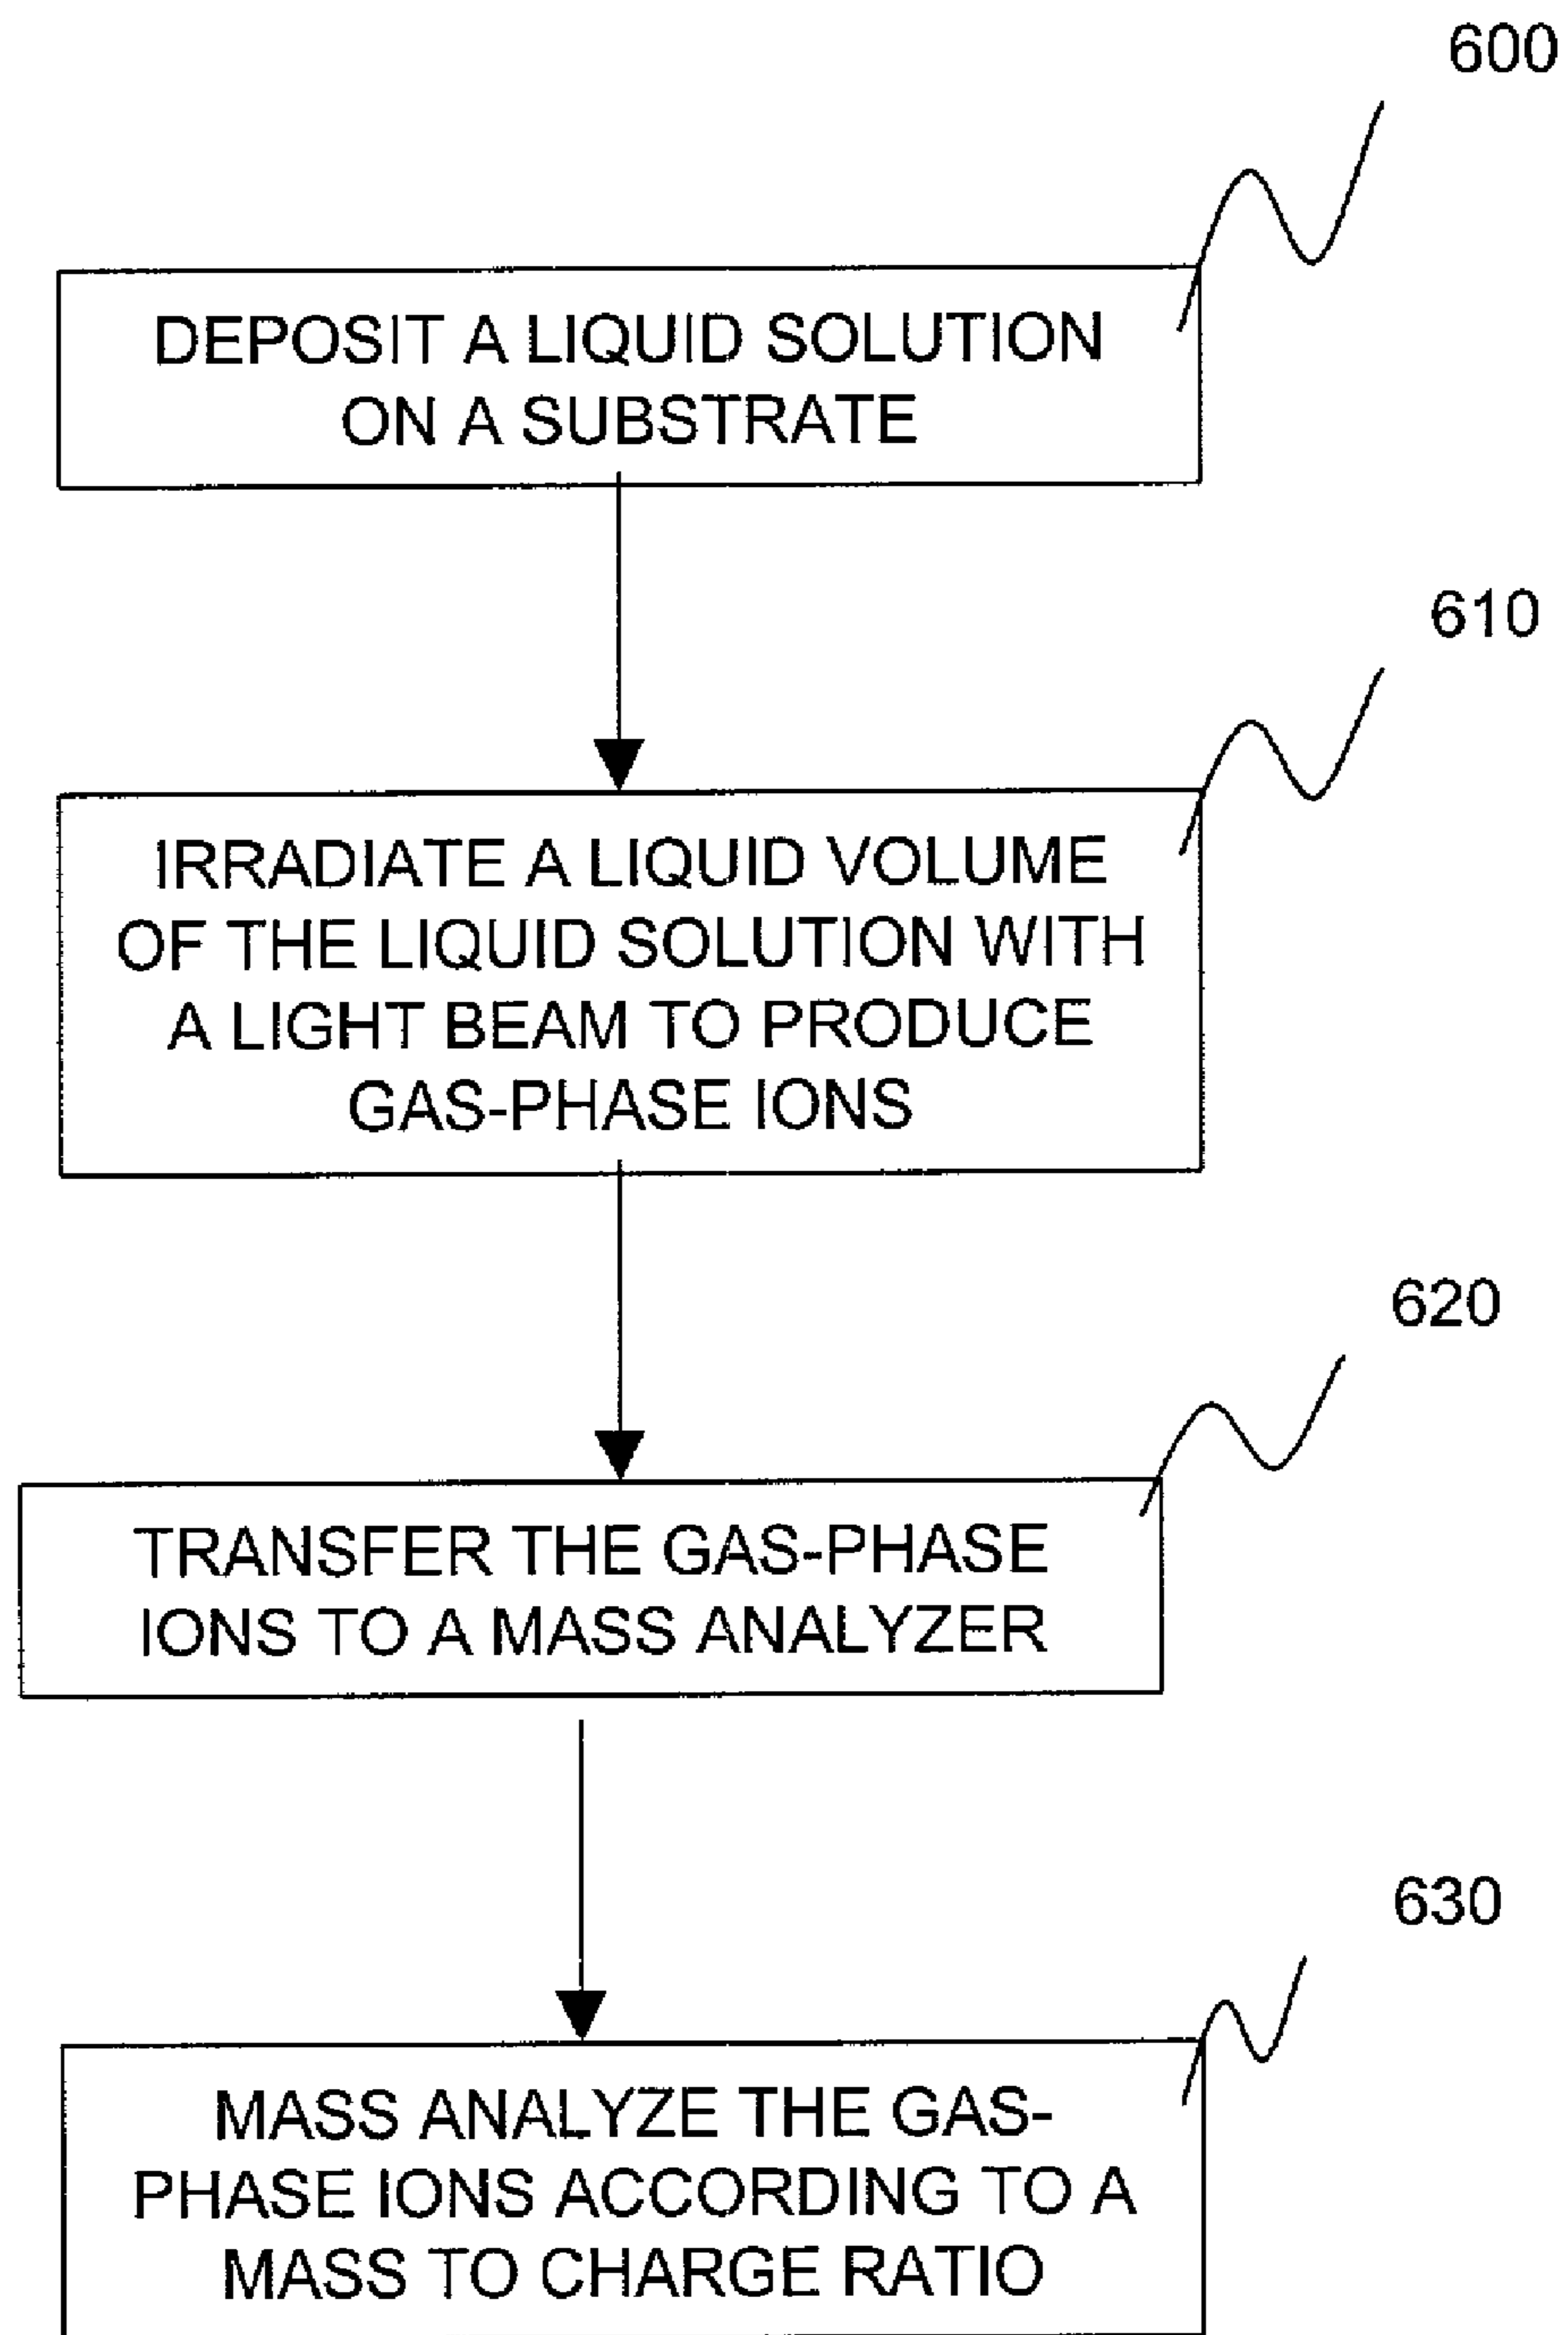 600
DEPOSIT A LIQUID SOLUTION
ON A SUBSTRATE
610
IRRADIATE A LIQUID VOLUME
OF THE LIQUID SOLUTION WITH
A LIGHT BEAM TO PRODUCE
GAS-PHASE IONS
620
TRANSFER THE GAS-PHASE
IONS TO A MASS ANALYZER
630
MASS ANALYZE THE GAS-
PHASE IONS ACCORDING TO A
MASS TO CHARGE RATIO